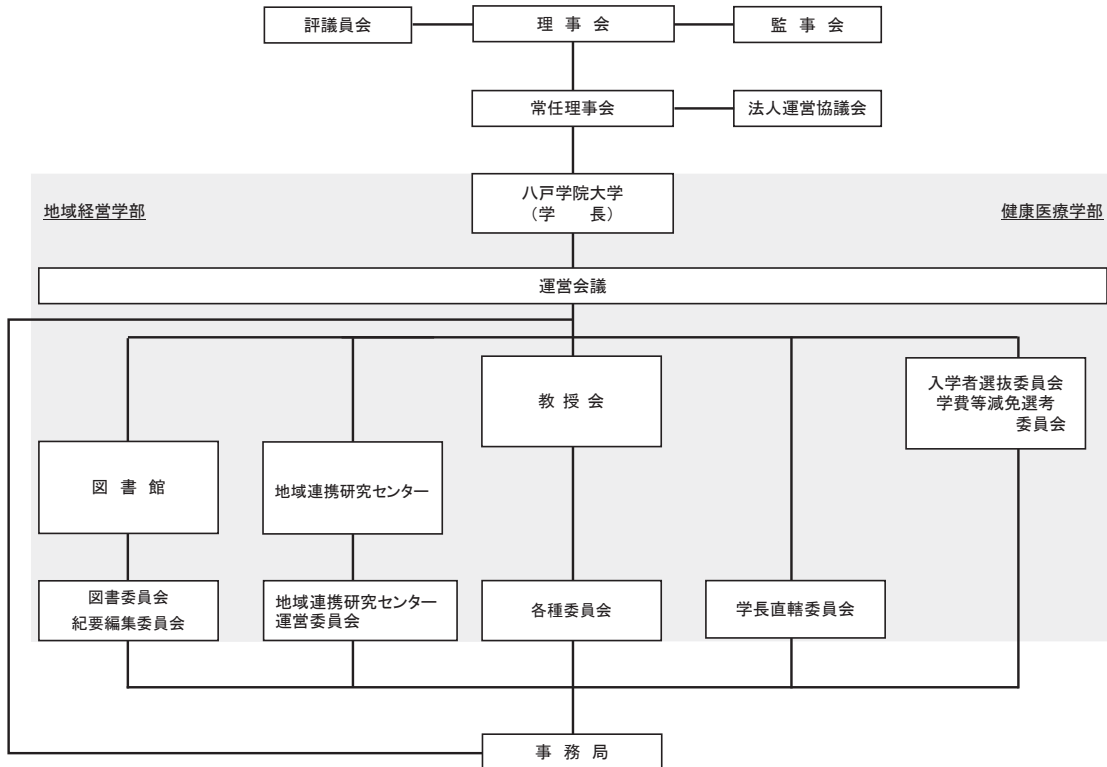 評議員会
理事会
監事会
常任理事会
法人運営協議会
八戸学院大学
(学　　長)
地域経営学部
健康医療学部
運営会議
教授会
入学者選抜委員会
学費等減免選考
委員会
図書館
地域連携研究センター
図書委員会
紀要編集委員会
地域連携研究センター
運営委員会
各種委員会
学長直轄委員会
事務局